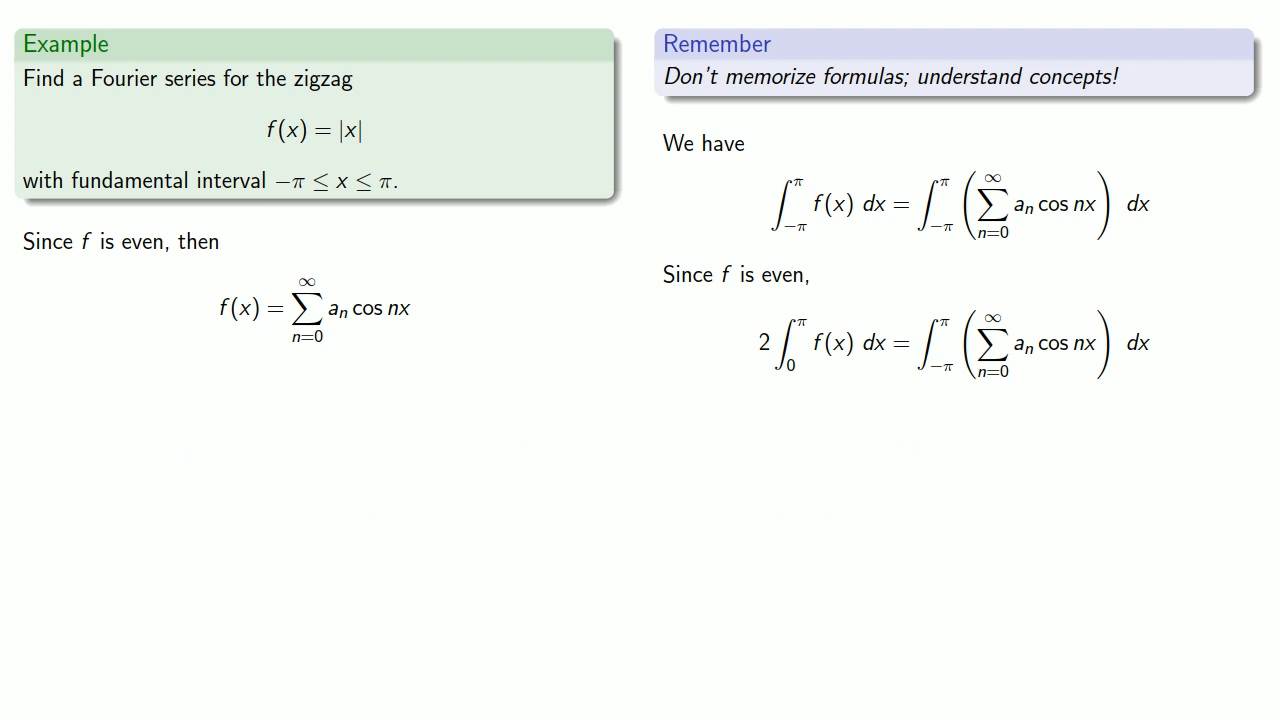 Example
Find a Fourier series for the zigzag
f(x) = |x|
with fundamental interval −π ≤ x ≤ π.
Since f is even, then
f(x) = ∑_{n=0}^{∞} a_n cos nx
Remember
Don't memorize formulas; understand concepts!
We have
∫_{−π}^{π} f(x) dx = ∫_{−π}^{π} (∑_{n=0}^{∞} a_n cos nx) dx
Since f is even,
2 ∫_{0}^{π} f(x) dx = ∫_{−π}^{π} (∑_{n=0}^{∞} a_n cos nx) dx